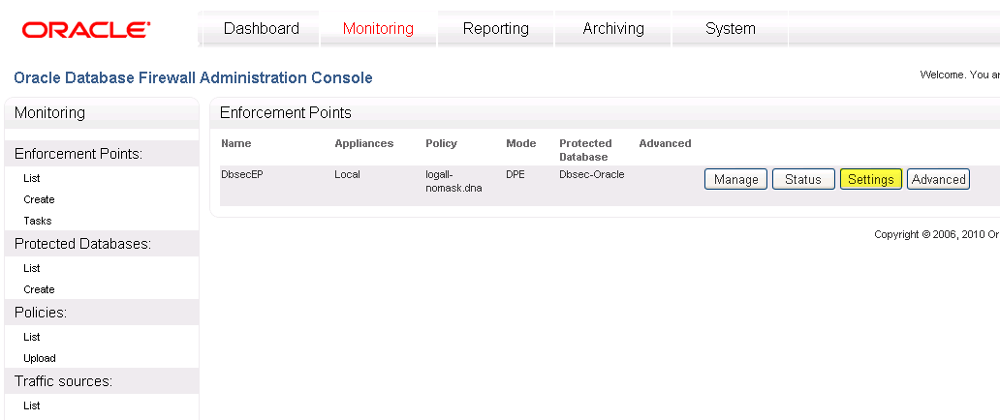 ORACLE Dashboard Monitoring Reporting Archiving System
Oracle Database Firewall Administration Console Welcome. You ar
Monitoring
Enforcement Points:
List
Create
Tasks
Protected Databases:
List
Create
Policies:
List
Upload
Traffic sources:
List
Enforcement Points
Name Appliances Policy Mode Protected Database Advanced
DbsecEP Local logall-nomask.dna DPE Dbsec-Oracle Manage Status Settings Advanced
Copyright © 2006, 2010 Or